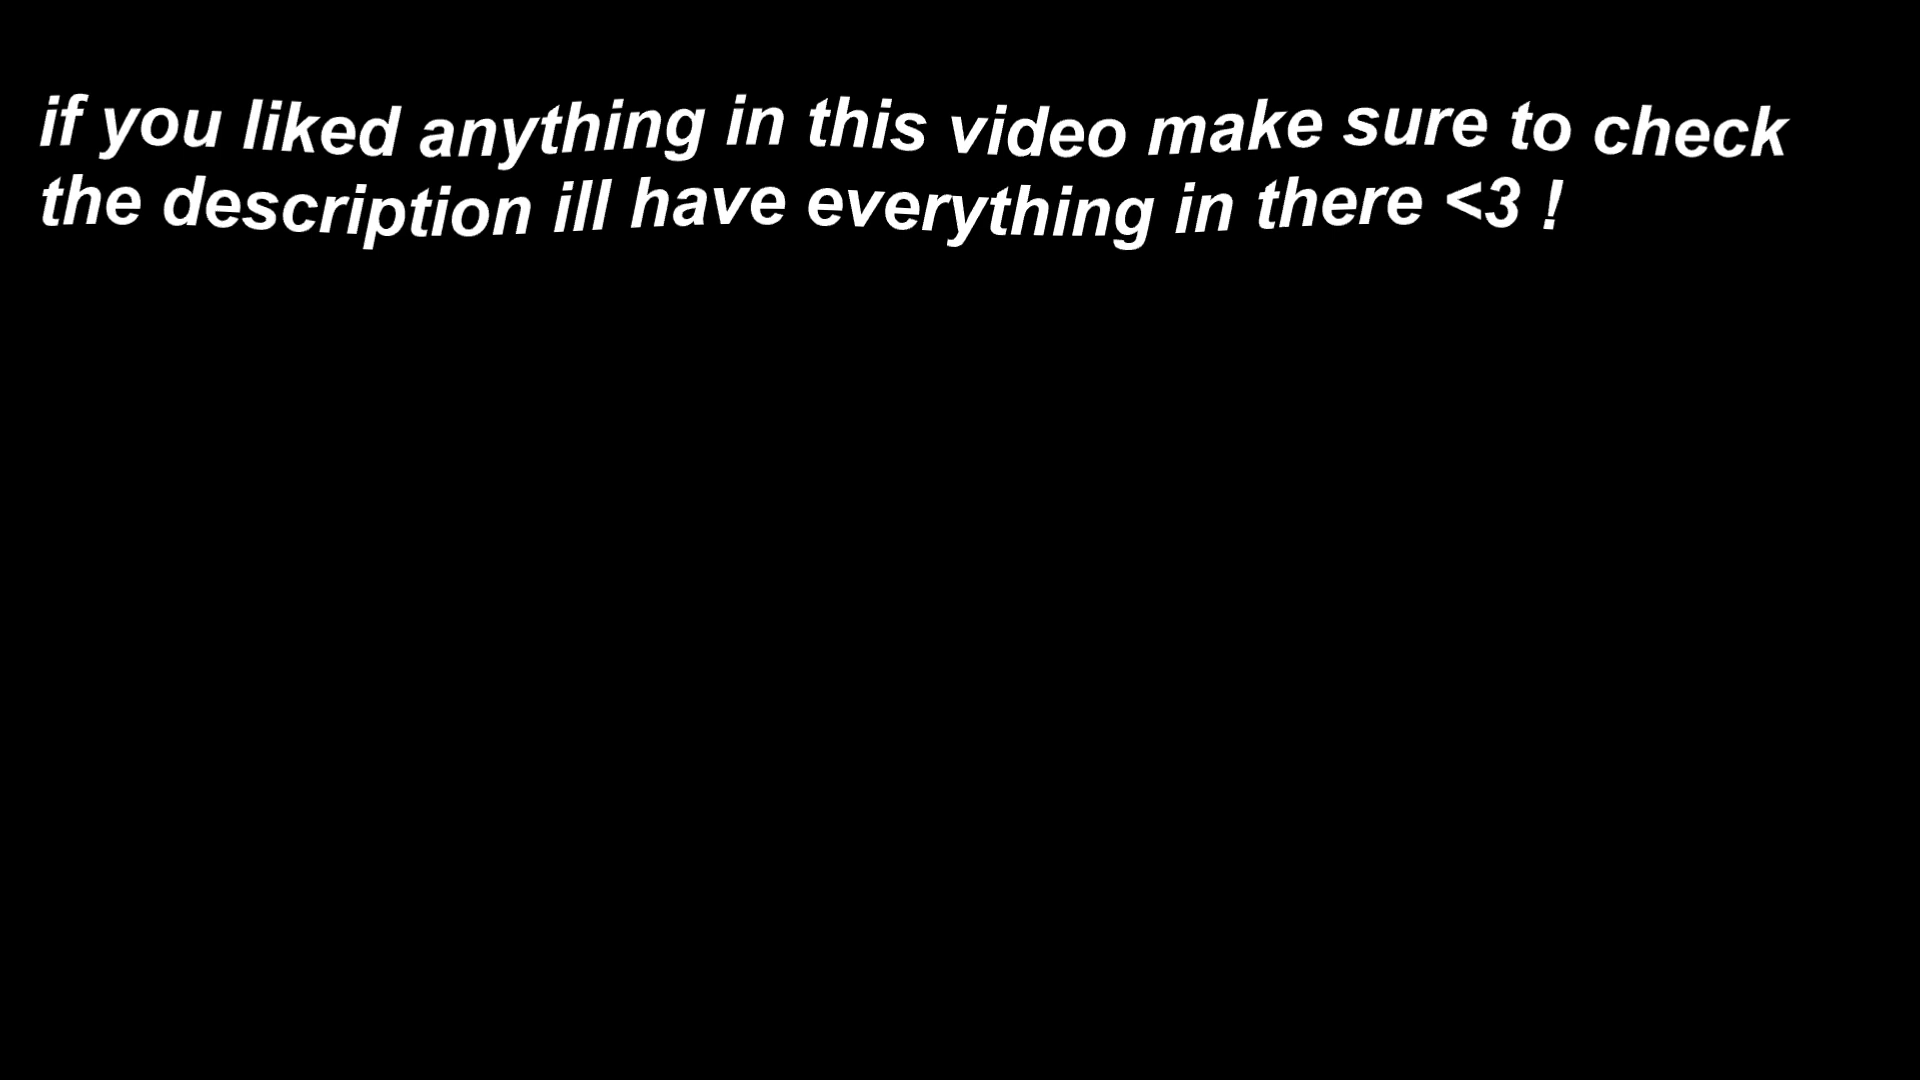 if you liked anything in this video make sure to check
the description ill have everything in there <3 !